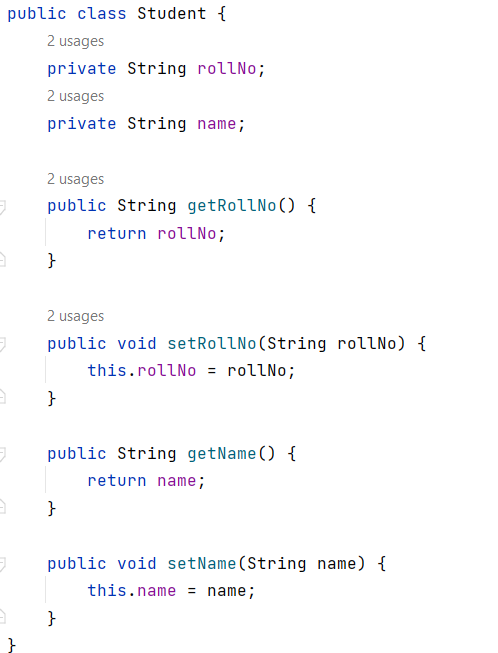 public class Student {
2 usages
private String rollNo;
2 usages
private String name;
2 usages
public String getRollNo() {
return rollNo;
}
2 usages
public void setRollNo(String rollNo) {
this.rollNo = rollNo;
}
public String getName() {
return name;
}
public void setName(String name) {
this.name = name;
}
}